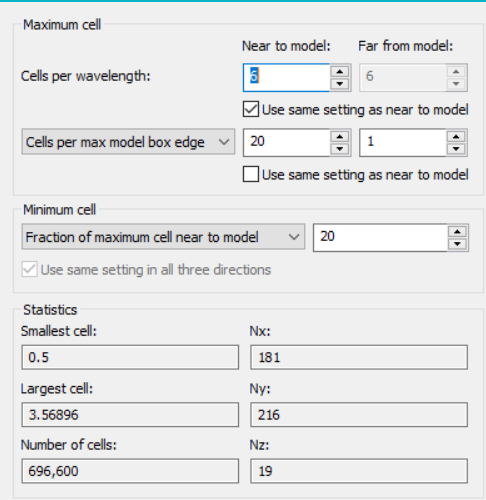 Maximum cell
Near to model: Far from model:
Cells per wavelength: 6 6
Use same setting as near to model
Cells per max model box edge 20 1
Use same setting as near to model
Minimum cell
Fraction of maximum cell near to model 20
Use same setting in all three directions
Statistics
Smallest cell: Nx:
0.5 181
Largest cell: Ny:
3.56896 216
Number of cells: Nz:
696,600 19